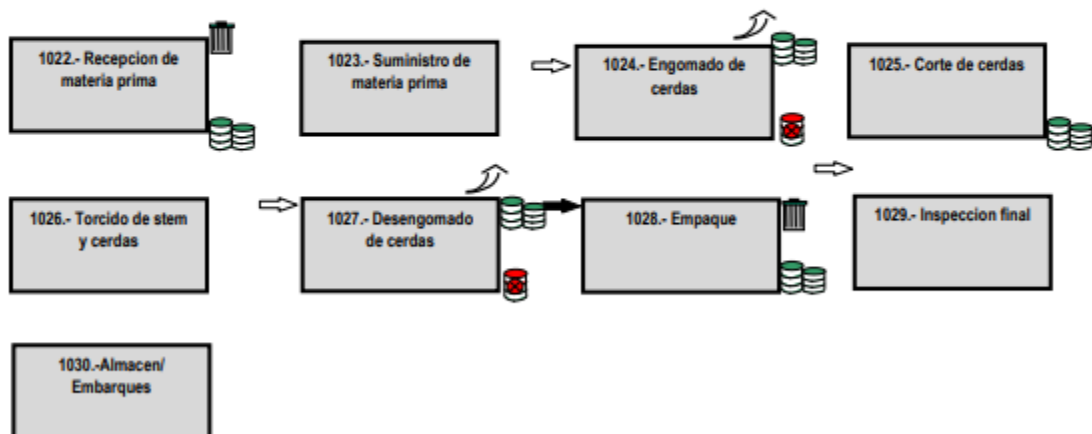 1022.- Recepcion de
materia prima
1023.- Suministro de
materia prima
1024.- Engomado de
cerdas
1025.- Corte de cerdas
1026.- Torcido de stem
y cerdas
1027.- Desengomado
de cerdas
1028.- Empaque
1029.- Inspeccion final
1030.-Almacen/
Embarques